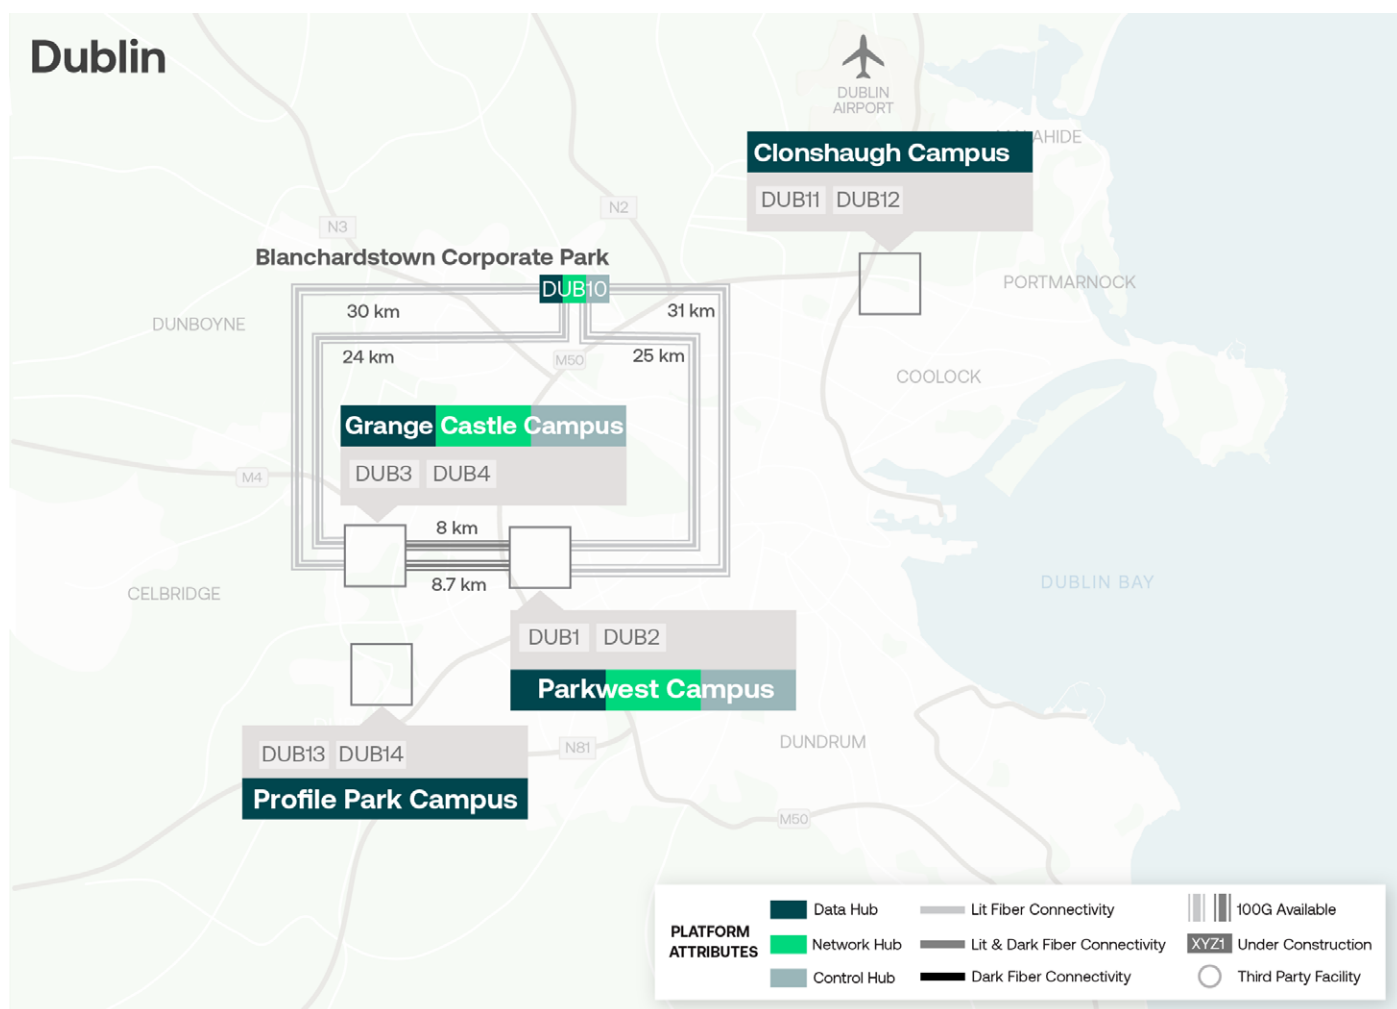 Dublin
DUBLIN
AIRPORT
AHIDE
Clonshaugh Campus
DUB11 DUB12
N2
N3
Blanchardstown Corporate Park
DUB10
PORTMARNOCK
30 km
31 km
DUNBOYNE
24 km
M50
25 km
COOLOCK
Grange Castle Campus
DUB3 DUB4
M4
8 km
8.7 km
DUBLIN BAY
CELBRIDGE
DUB1 DUB2
Parkwest Campus
DUB13 DUB14
N81
DUNDRUM
Profile Park Campus
M50
PLATFORM
ATTRIBUTES
Data Hub
Network Hub
Control Hub
Lit Fiber Connectivity
Lit & Dark Fiber Connectivity
Dark Fiber Connectivity
100G Available
XYZ1 Under Construction
Third Party Facility